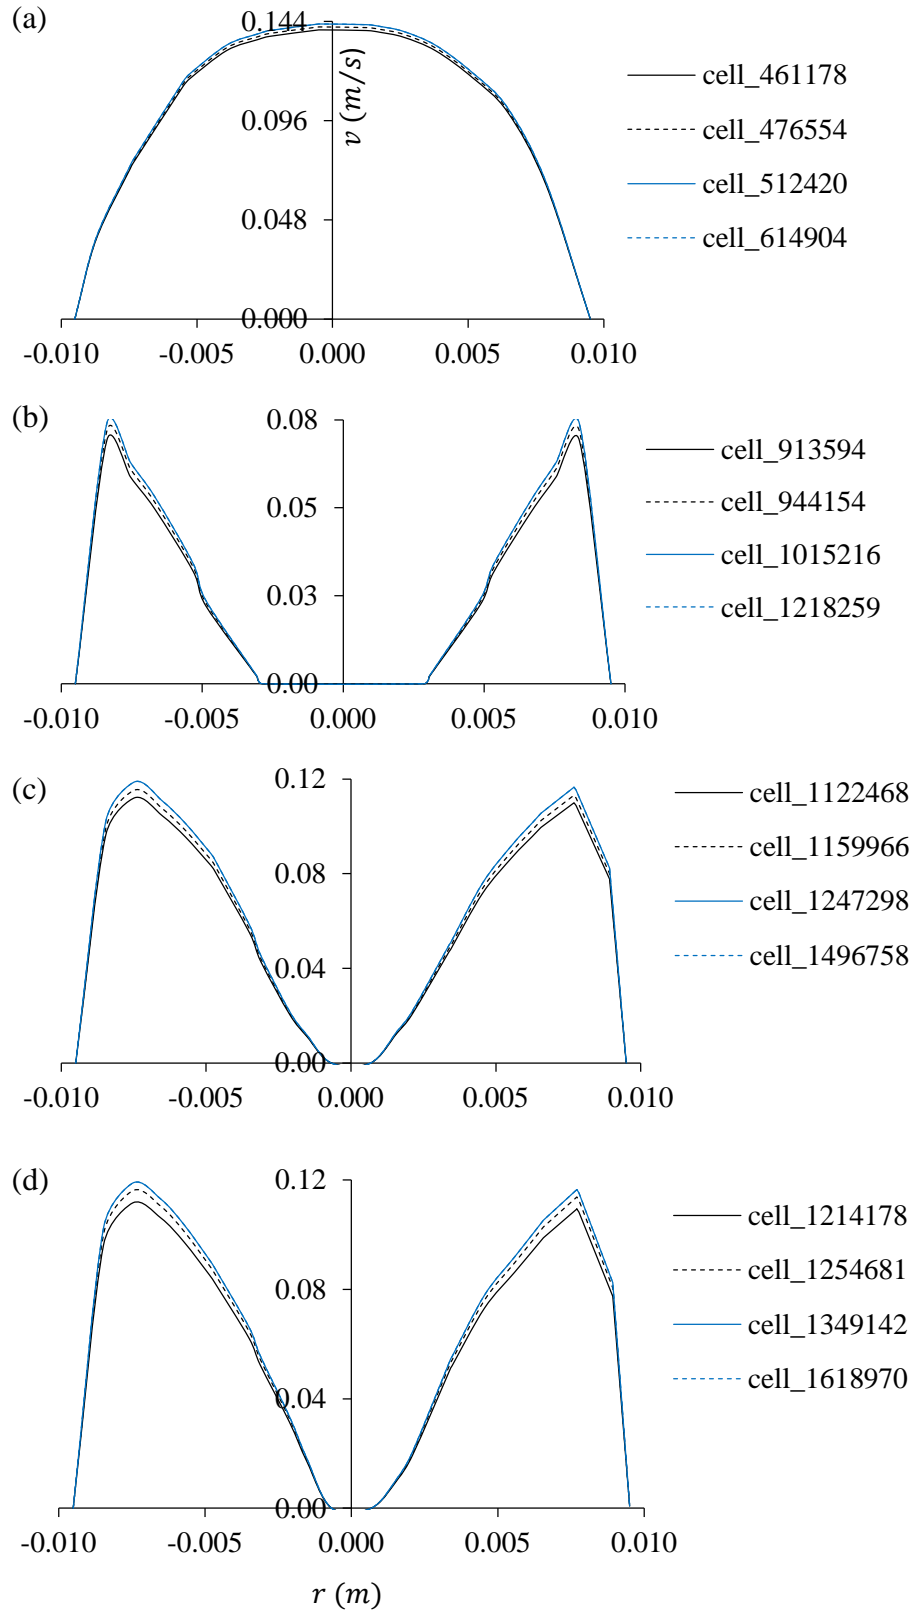 (a)
0.144
0.096
0.048
0.000
v (m/s)
-0.010 -0.005 0.000 0.005 0.010
cell_461178
cell_476554
cell_512420
cell_614904
(b)
0.08
0.05
0.03
0.00
-0.010 -0.005 0.000 0.005 0.010
cell_913594
cell_944154
cell_1015216
cell_1218259
(c)
0.12
0.08
0.04
0.00
-0.010 -0.005 0.000 0.005 0.010
cell_1122468
cell_1159966
cell_1247298
cell_1496758
(d)
0.12
0.08
0.04
0.00
-0.010 -0.005 0.000 0.005 0.010
cell_1214178
cell_1254681
cell_1349142
cell_1618970
r (m)